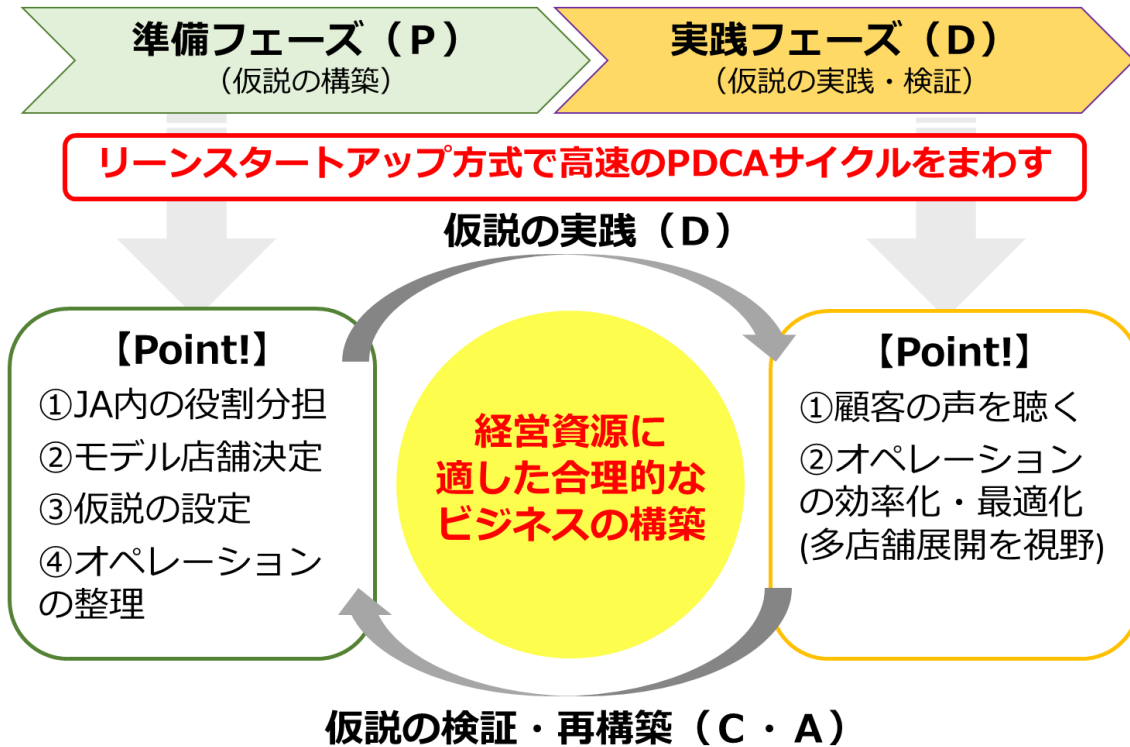 準備フェーズ（P）
（仮説の構築）
実践フェーズ（D）
（仮説の実践・検証）
リーンスタートアップ方式で高速のPDCAサイクルをまわす
仮説の実践（D）
【Point!】
①JA内の役割分担
②モデル店舗決定
③仮説の設定
④オペレーション
の整理
経営資源に
適した合理的な
ビジネスの構築
【Point!】
①顧客の声を聴く
②オペレーション
の効率化・最適化
(多店舗展開を視野)
仮説の検証・再構築（C・A）